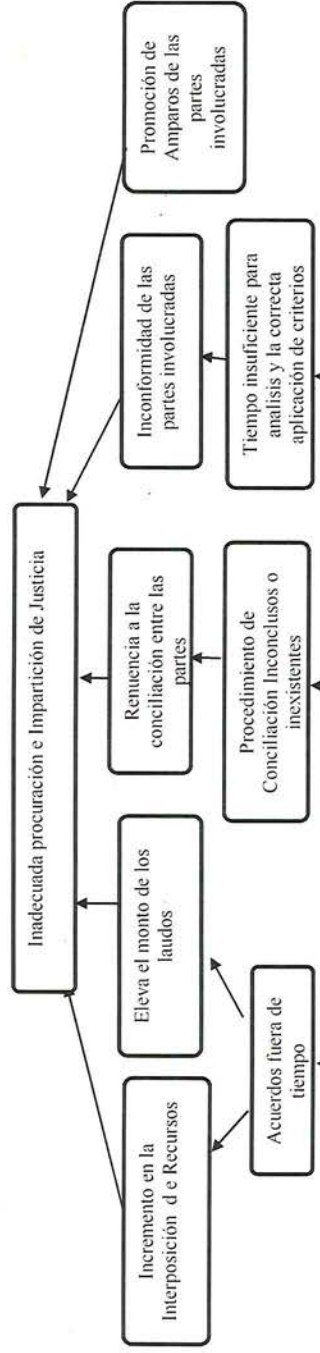 Inadecuada procuración e Impartición de Justicia
Incremento en la
Interposición d e Recursos
Eleva el monto de los
laudos
Renuencia a la
conciliación entre las
partes
Inconformidad de las
partes involucradas
Promoción de
Amparos de las
partes
involucradas
Acuerdos fuera de
tiempo
Procedimiento de
Conciliación Inconclusos o
inexistentes
Tiempo insuficiente para
analisis y la correcta
aplicación de criterios